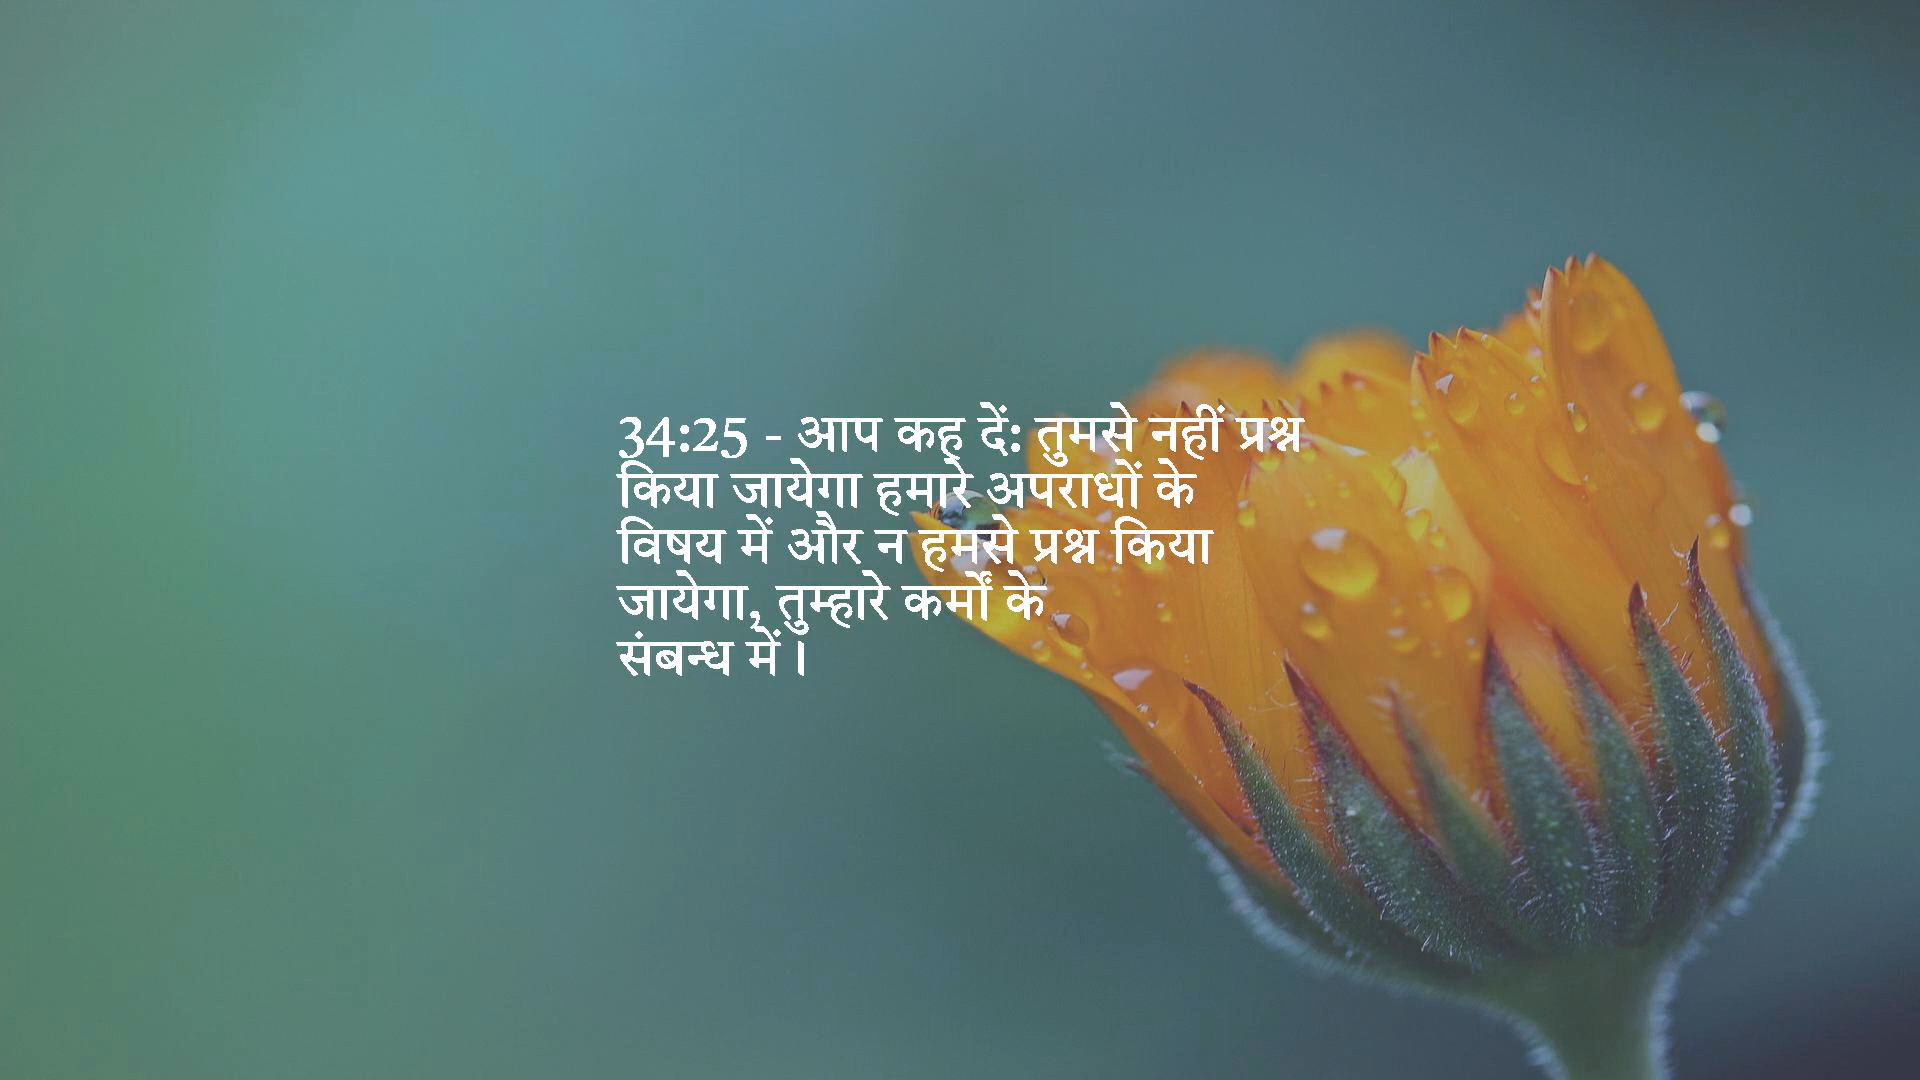 34:25 - आप कह दें: तुमसे नहीं प्रश्न
किया जायेगा हमारे अपराधों के
विषय में और न हमसे प्रश्न किया
जायेगा, तुम्हारे कर्मों के
संबन्ध में।